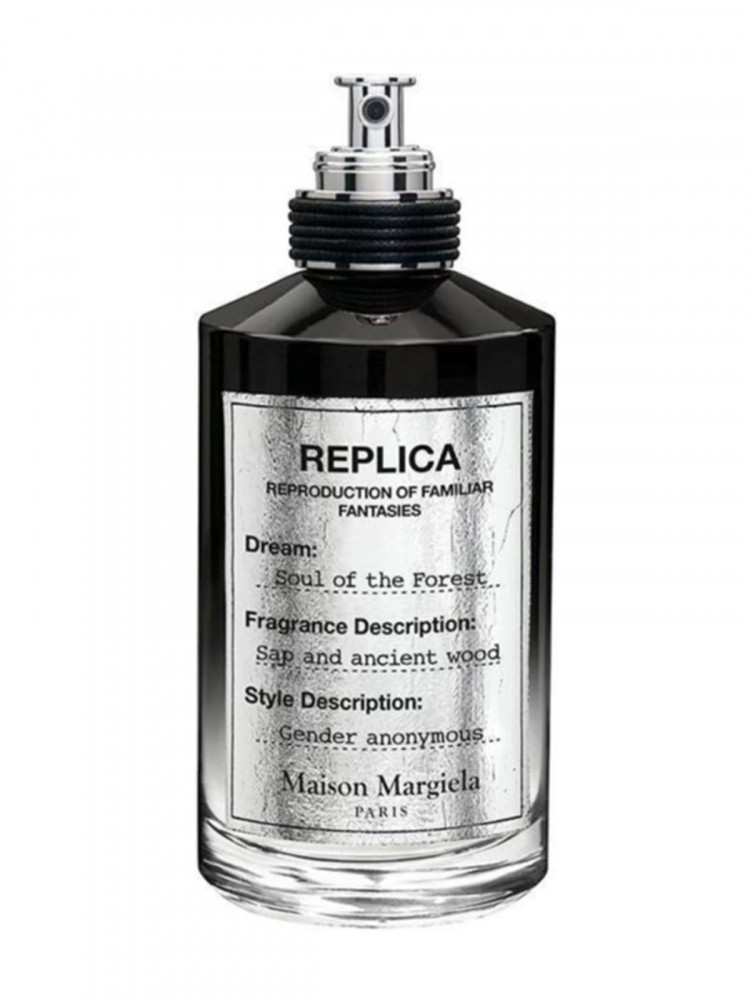 REPLICA
REPRODUCTION OF FAMILIAR
FANTASIES
Dream:
Soul of the Forest
Fragrance Description:
Sap and ancient wood
Style Description:
Gender anonymous
Maison Margiela
PARIS